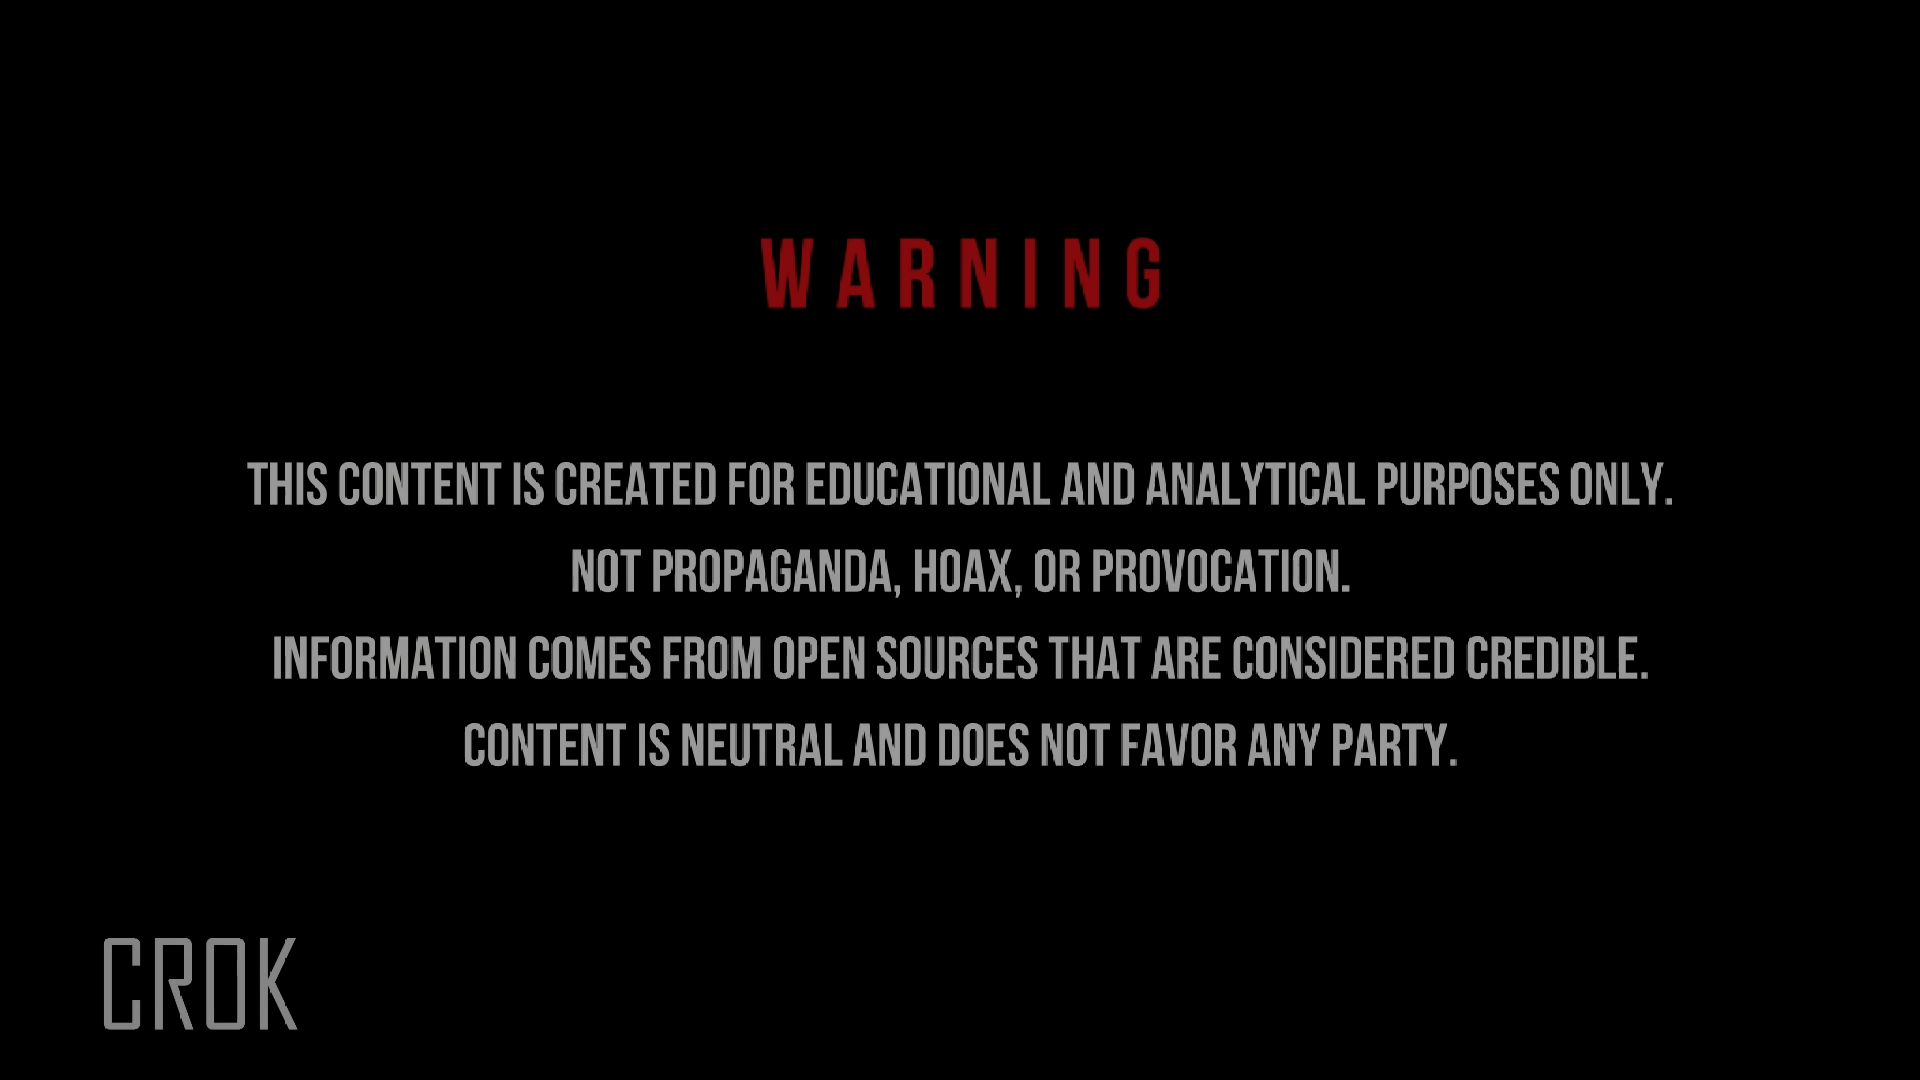 WARNING
THIS CONTENT IS CREATED FOR EDUCATIONAL AND ANALYTICAL PURPOSES ONLY.
NOT PROPAGANDA, HOAX, OR PROVOCATION.
INFORMATION COMES FROM OPEN SOURCES THAT ARE CONSIDERED CREDIBLE.
CONTENT IS NEUTRAL AND DOES NOT FAVOR ANY PARTY.
CROK